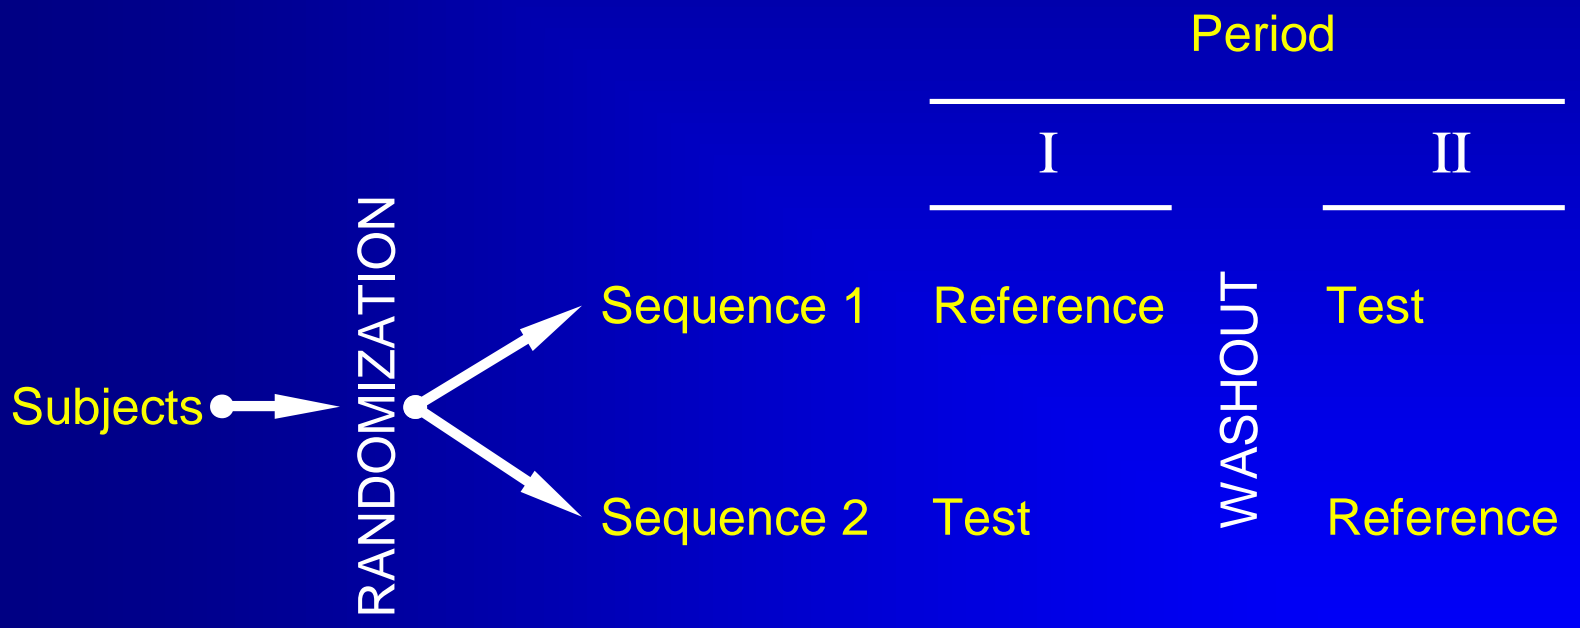 Period
I II
RANDOMIZATION
Sequence 1 Reference WASHOUT Test
Subjects
Sequence 2 Test Reference